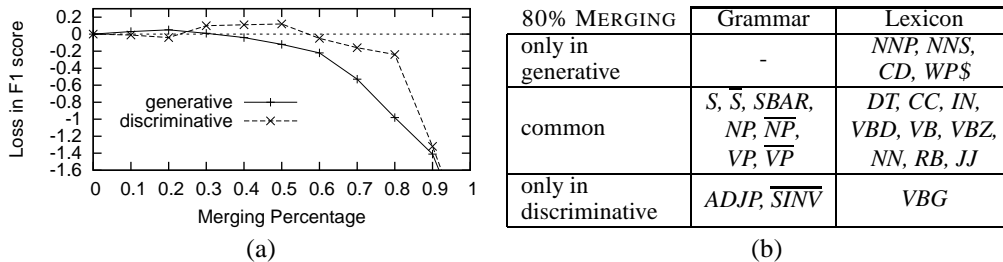 0.2
0
-0.2
-0.4
-0.6
-0.8
-1
-1.2
-1.4
-1.6
Loss in F1 score
generative
discriminative
0 0.1 0.2 0.3 0.4 0.5 0.6 0.7 0.8 0.9 1
Merging Percentage
(a)
80% MERGING Grammar Lexicon
only in generative - NNP, NNS,
CD, WP$
common S, S̅, SBAR, DT, CC, IN,
NP, N̅P̅, VBD, VB, VBZ,
VP, V̅P̅ NN, RB, JJ
only in discriminative ADJP, S̅I̅N̅V̅ VBG
(b)